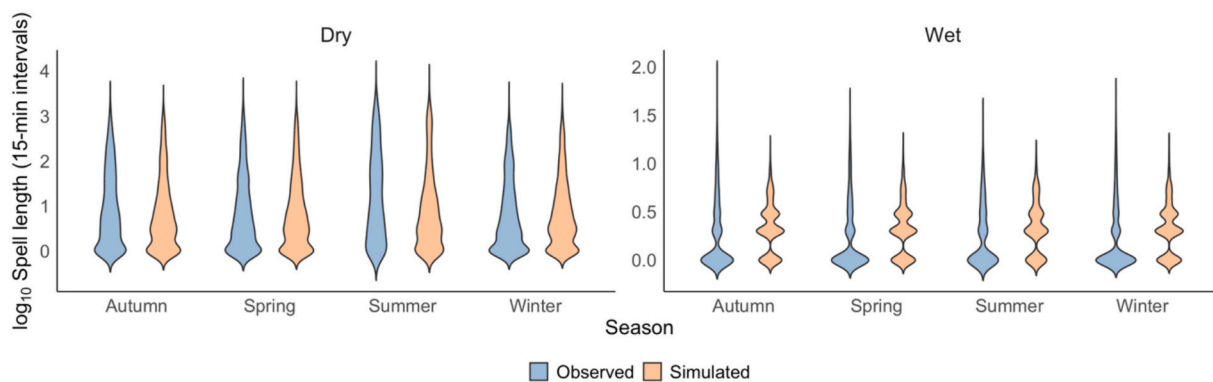 Dry
Wet
log10 Spell length (15-min intervals)
4
3
2
1
0
2.0
1.5
1.0
0.5
0.0
Autumn Spring Summer Winter
Autumn Spring Summer Winter
Season
Observed Simulated